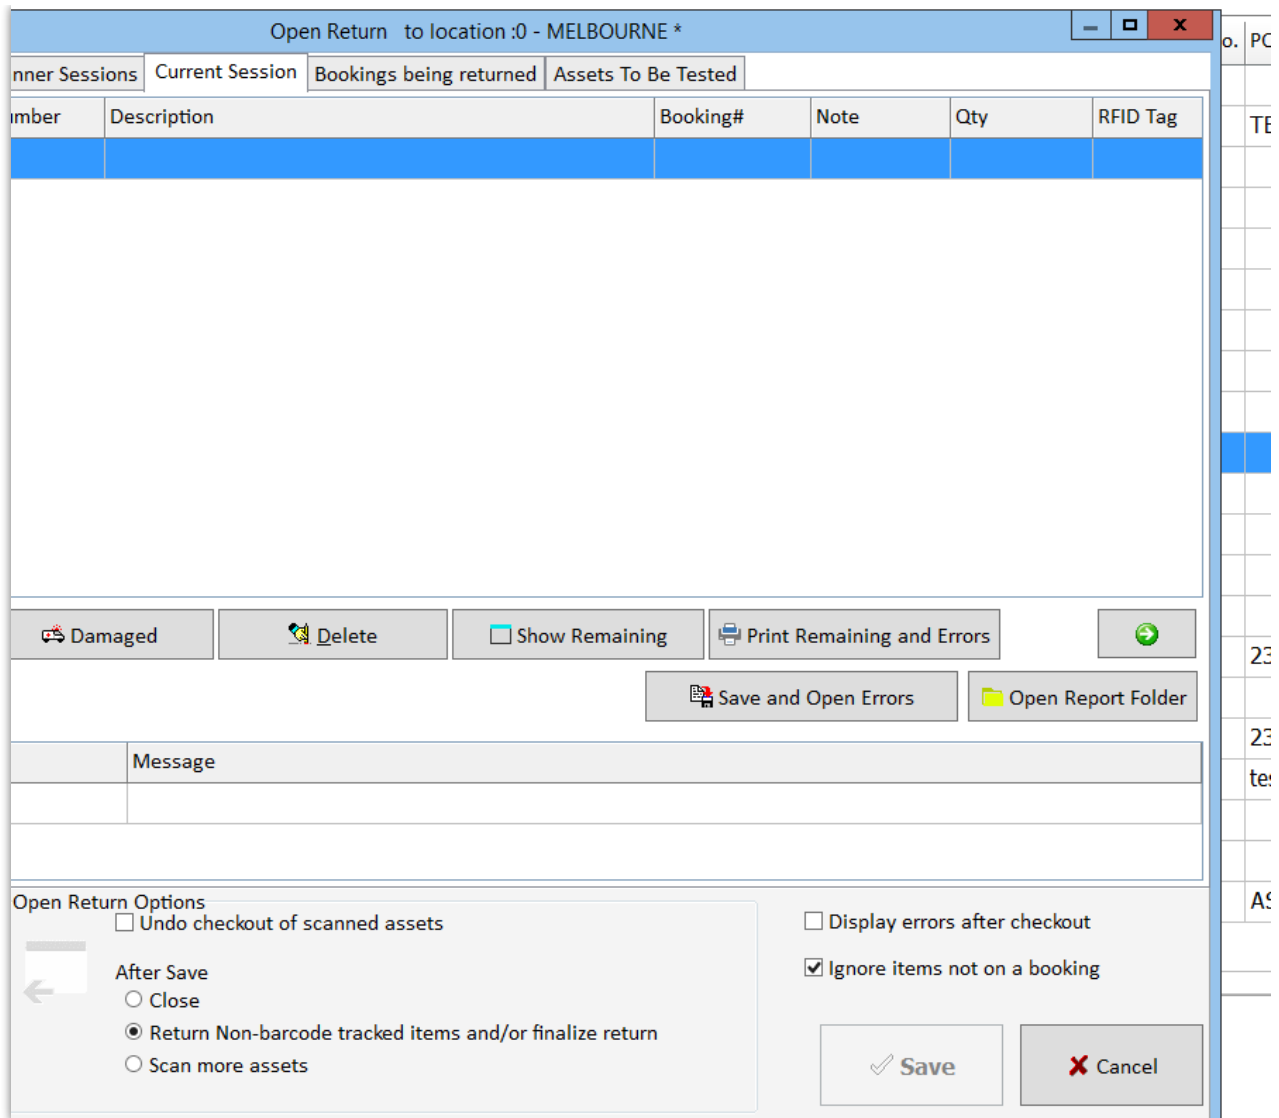 Open Return to location :0 - MELBOURNE *
o. PC
nner Sessions Current Session Bookings being returned Assets To Be Tested
mber Description Booking# Note Qty RFID Tag
TE
Damaged Delete Show Remaining Print Remaining and Errors
23
Save and Open Errors Open Report Folder
23
Message
tes
Open Return Options
AS
Undo checkout of scanned assets
Display errors after checkout
After Save
Ignore items not on a booking
Close
Return Non-barcode tracked items and/or finalize return
Scan more assets
Save Cancel